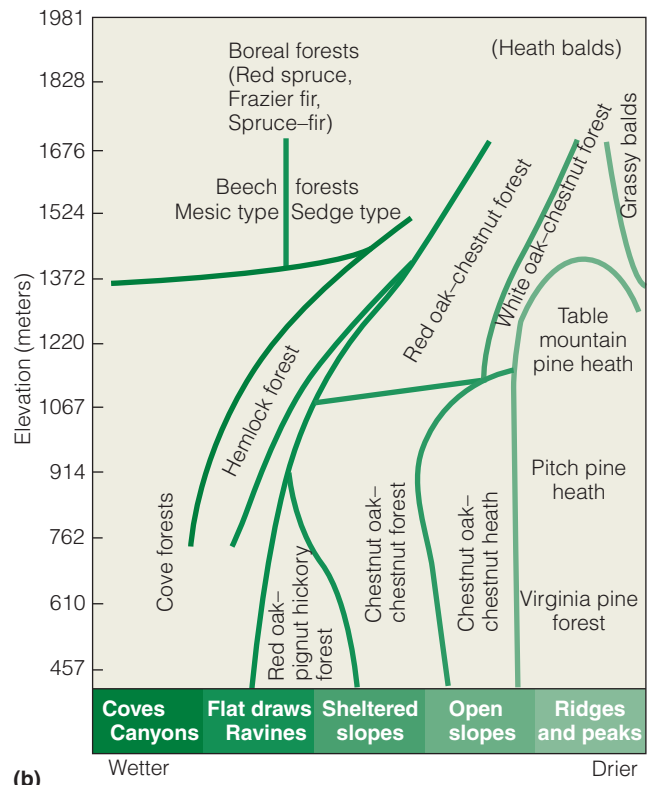 1981
1828
1676
1524
1372
1220
1067
914
762
610
457
Elevation (meters)
Boreal forests
(Red spruce,
Frazier fir,
Spruce–fir)
(Heath balds)
Beech forests
Mesic type Sedge type
Red oak–chestnut forest
White oak–chestnut forest
Grassy balds
Table
mountain
pine heath
Hemlock forest
Pitch pine
heath
Cove forests
Red oak–
pignut hickory
forest
Chestnut oak–
chestnut forest
Chestnut oak–
chestnut heath
Virginia pine
forest
Coves
Canyons
Flat draws
Ravines
Sheltered
slopes
Open
slopes
Ridges
and peaks
Wetter
Drier
(b)